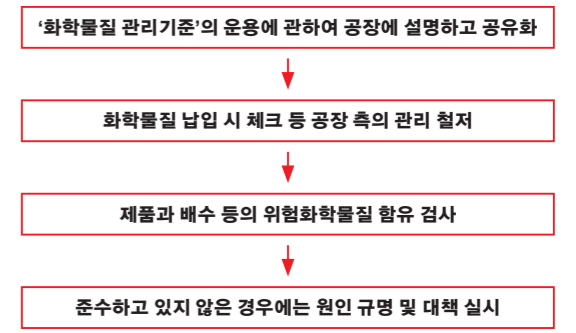 ‘화학물질 관리기준’의 운용에 관하여 공장에 설명하고 공유화
화학물질 납입 시 체크 등 공장 측의 관리 철저
제품과 배수 등의 위험화학물질 함유 검사
준수하고 있지 않은 경우에는 원인 규명 및 대책 실시